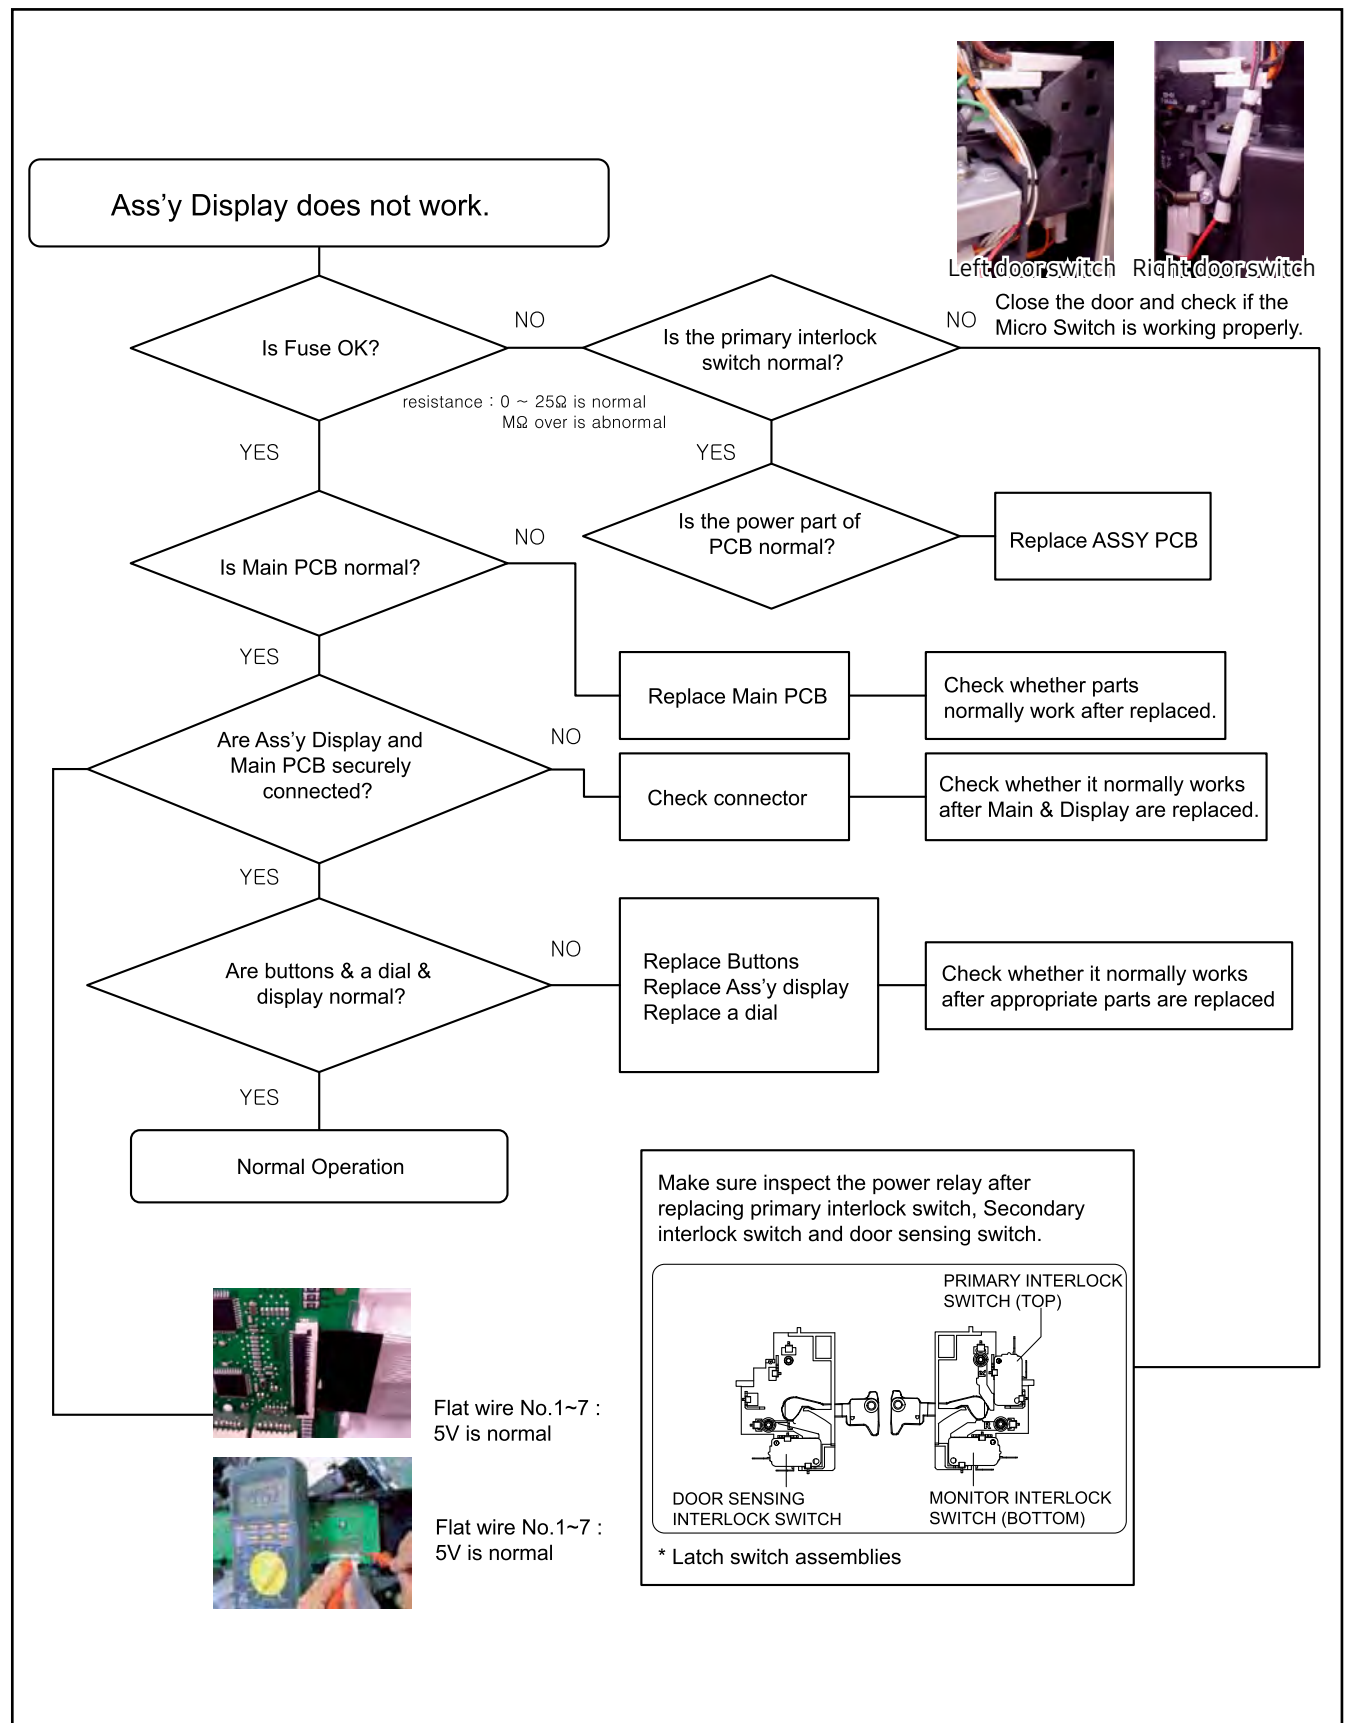 Left door switch
Right door switch
Close the door and check if the
Micro Switch is working properly.
Ass'y Display does not work.
Is Fuse OK?
NO
Is the primary interlock
switch normal?
NO
resistance : 0 ~ 25Ω is normal
MΩ over is abnormal
YES
YES
Is Main PCB normal?
NO
Is the power part of
PCB normal?
Replace ASSY PCB
YES
Replace Main PCB
Check whether parts
normally work after replaced.
Are Ass'y Display and
Main PCB securely
connected?
NO
Check connector
Check whether it normally works
after Main & Display are replaced.
YES
Are buttons & a dial &
display normal?
NO
Replace Buttons
Replace Ass'y display
Replace a dial
Check whether it normally works
after appropriate parts are replaced
YES
Normal Operation
Make sure inspect the power relay after
replacing primary interlock switch, Secondary
interlock switch and door sensing switch.
PRIMARY INTERLOCK
SWITCH (TOP)
DOOR SENSING
INTERLOCK SWITCH
MONITOR INTERLOCK
SWITCH (BOTTOM)
* Latch switch assemblies
Flat wire No.1~7 :
5V is normal
Flat wire No.1~7 :
5V is normal